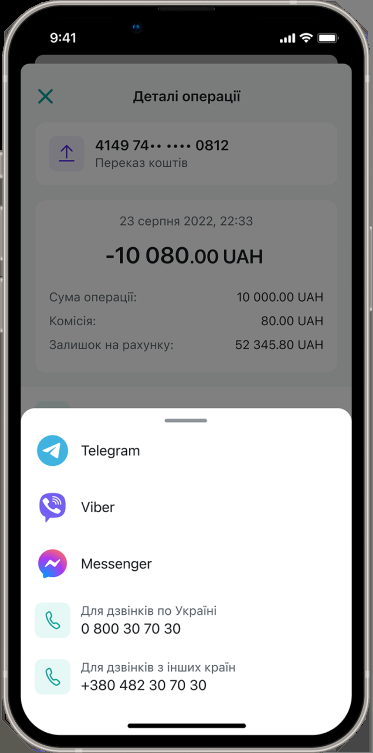 9:41
Деталі операції
4149 74•• •••• 0812
Переказ коштів
23 серпня 2022, 22:33
-10 080.00 UAH
Сума операції: 10 000.00 UAH
Комісія: 80.00 UAH
Залишок на рахунку: 52 345.80 UAH
Telegram
Viber
Messenger
Для дзвінків по Україні
0 800 30 70 30
Для дзвінків з інших країн
+380 482 30 70 30